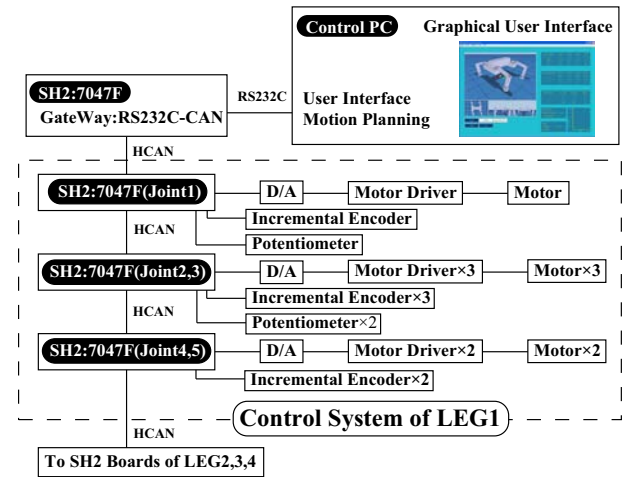 Control PC
Graphical User Interface
SH2:7047F
GateWay:RS232C-CAN
RS232C
User Interface
Motion Planning
HCAN
SH2:7047F(Joint1)
D/A
Motor Driver
Motor
Incremental Encoder
HCAN
Potentiometer
SH2:7047F(Joint2,3)
D/A
Motor Driver×3
Motor×3
Incremental Encoder×3
HCAN
Potentiometer×2
SH2:7047F(Joint4,5)
D/A
Motor Driver×2
Motor×2
Incremental Encoder×2
Control System of LEG1
HCAN
To SH2 Boards of LEG2,3,4